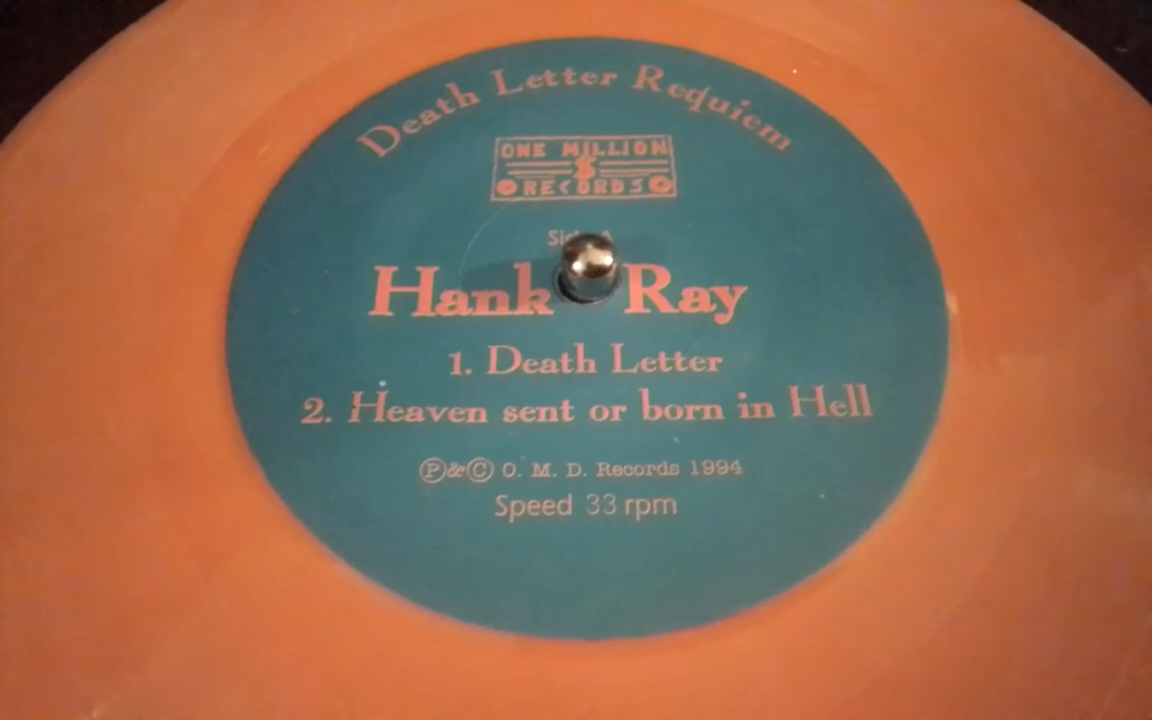 Death Letter Requiem
ONE MILLION
$
RECORDS
Side A
Hank Ray
1. Death Letter
2. Heaven sent or born in Hell
Ⓟ&Ⓒ O. M. D. Records 1994
Speed 33 rpm